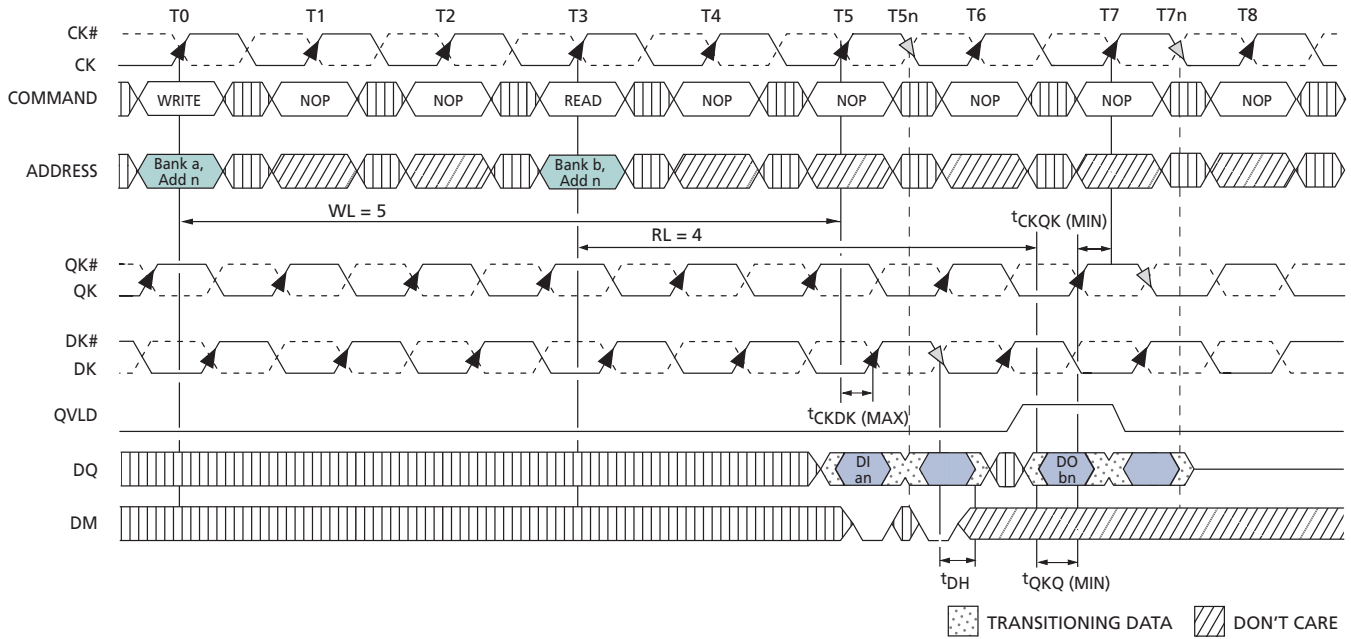 T0 T1 T2 T3 T4 T5 T5n T6 T7 T7n T8
CK#
CK
COMMAND WRITE NOP NOP READ NOP NOP NOP NOP NOP
ADDRESS Bank a, Add n Bank b, Add n
WL = 5
RL = 4
tCKQK (MIN)
QK#
QK
DK#
DK
tCKDK (MAX)
QVLD
DQ DI an DO bn
DM
tDH tQKQ (MIN)
TRANSITIONING DATA DON'T CARE